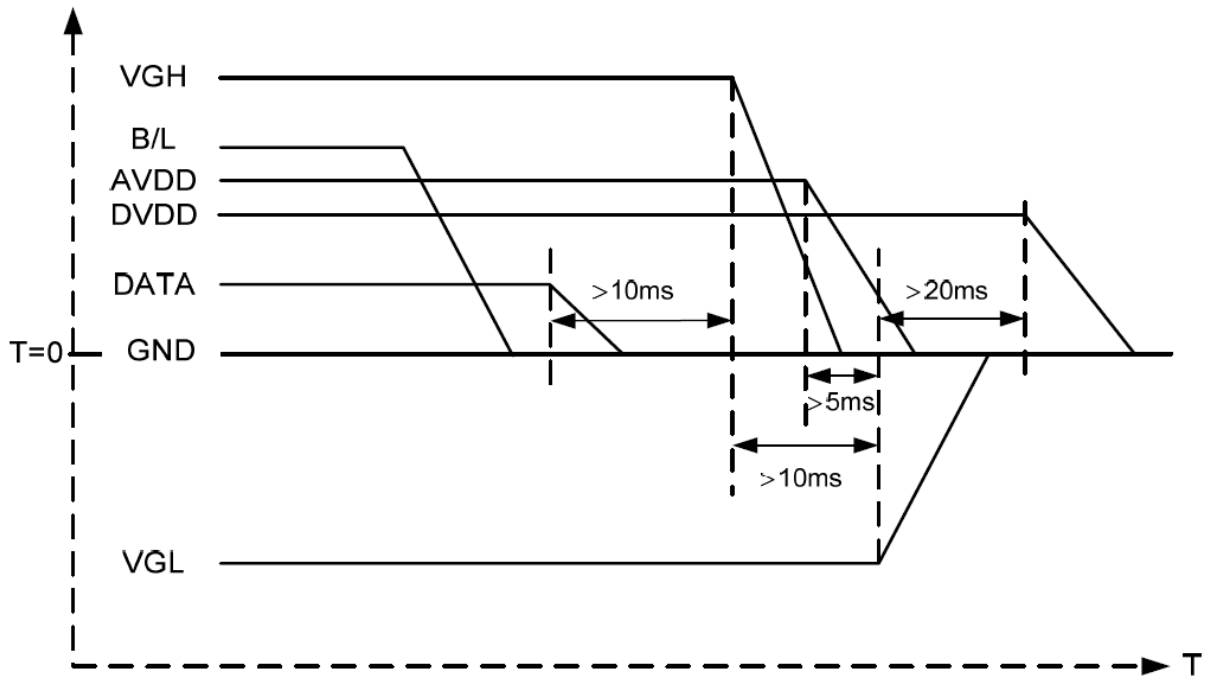 VGH
B/L
AVDD
DVDD
DATA
>10ms
>20ms
T=0
GND
>5ms
>10ms
VGL
T